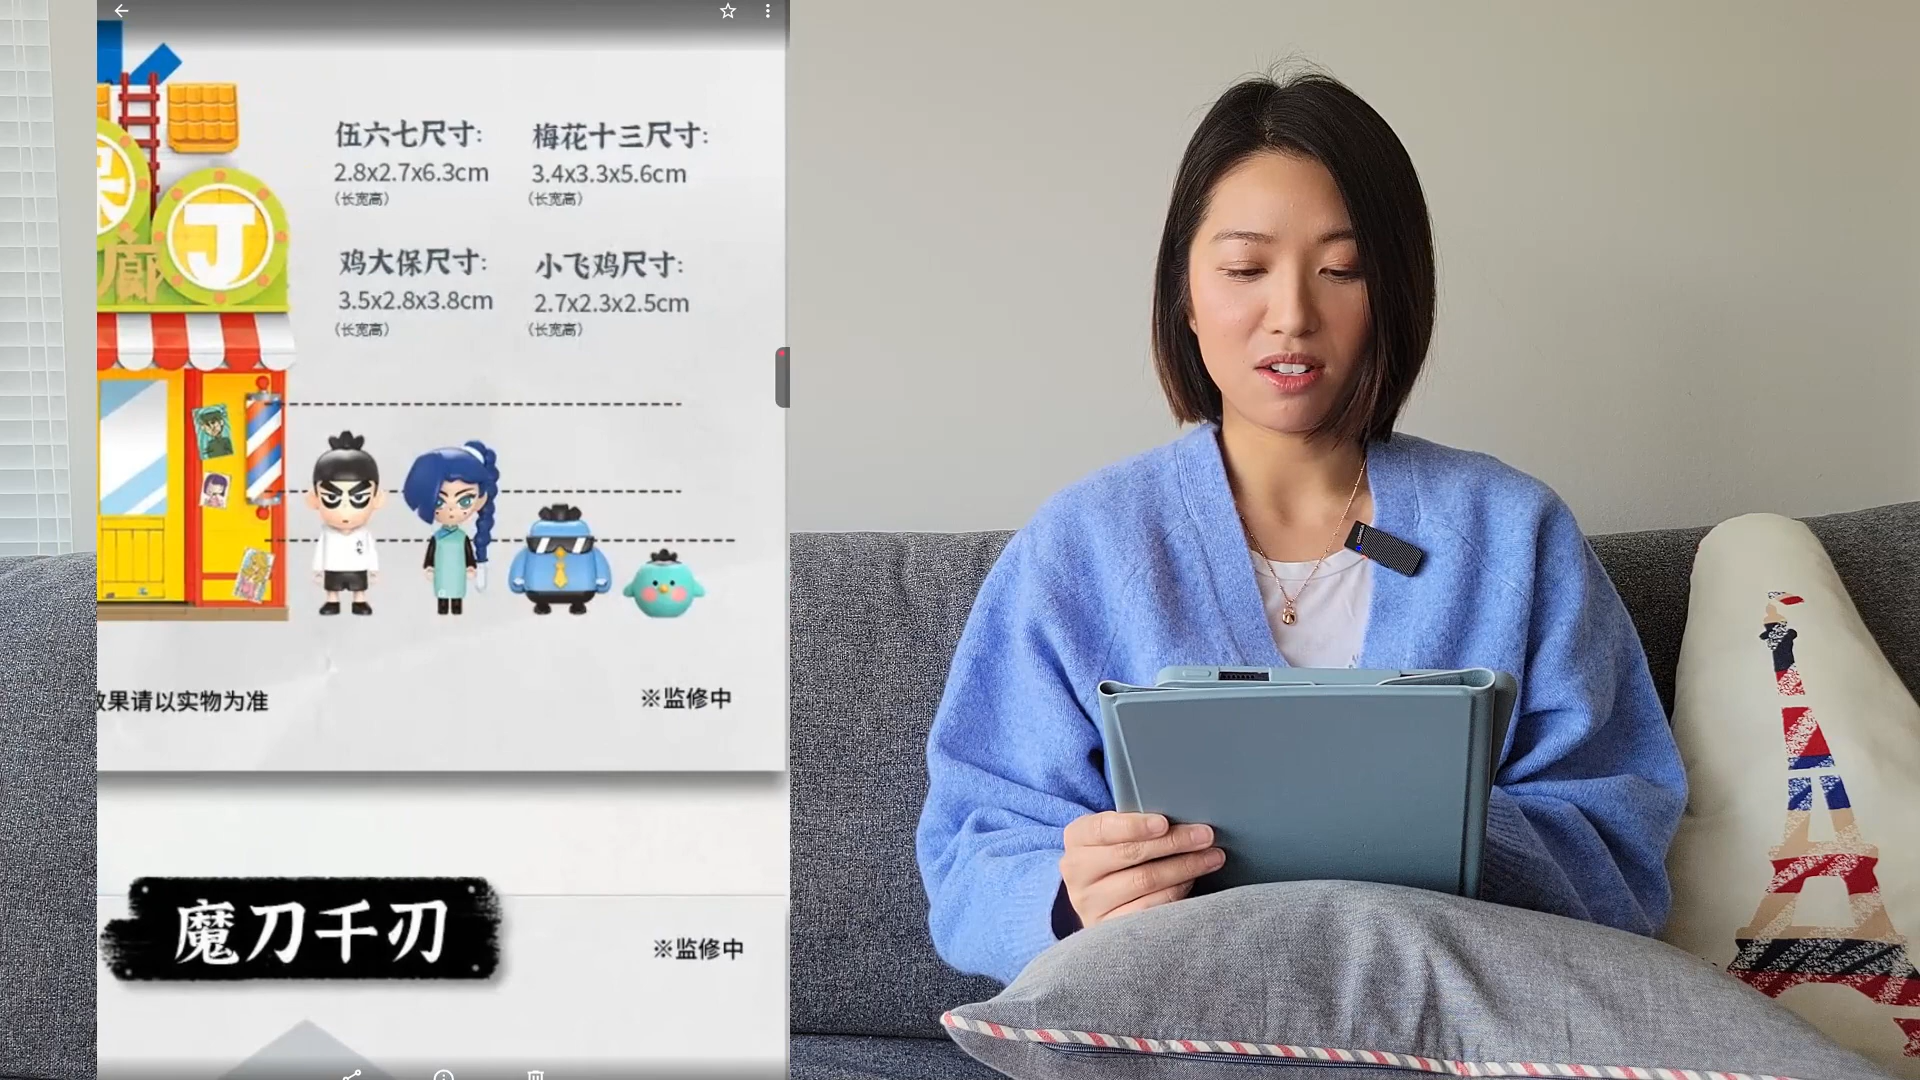 伍六七尺寸:
2.8x2.7x6.3cm
(长宽高)
梅花十三尺寸:
3.4x3.3x5.6cm
(长宽高)
鸡大保尺寸:
3.5x2.8x3.8cm
(长宽高)
小飞鸡尺寸:
2.7x2.3x2.5cm
(长宽高)
J
廊
果请以实物为准
※监修中
魔刀千刃
※监修中